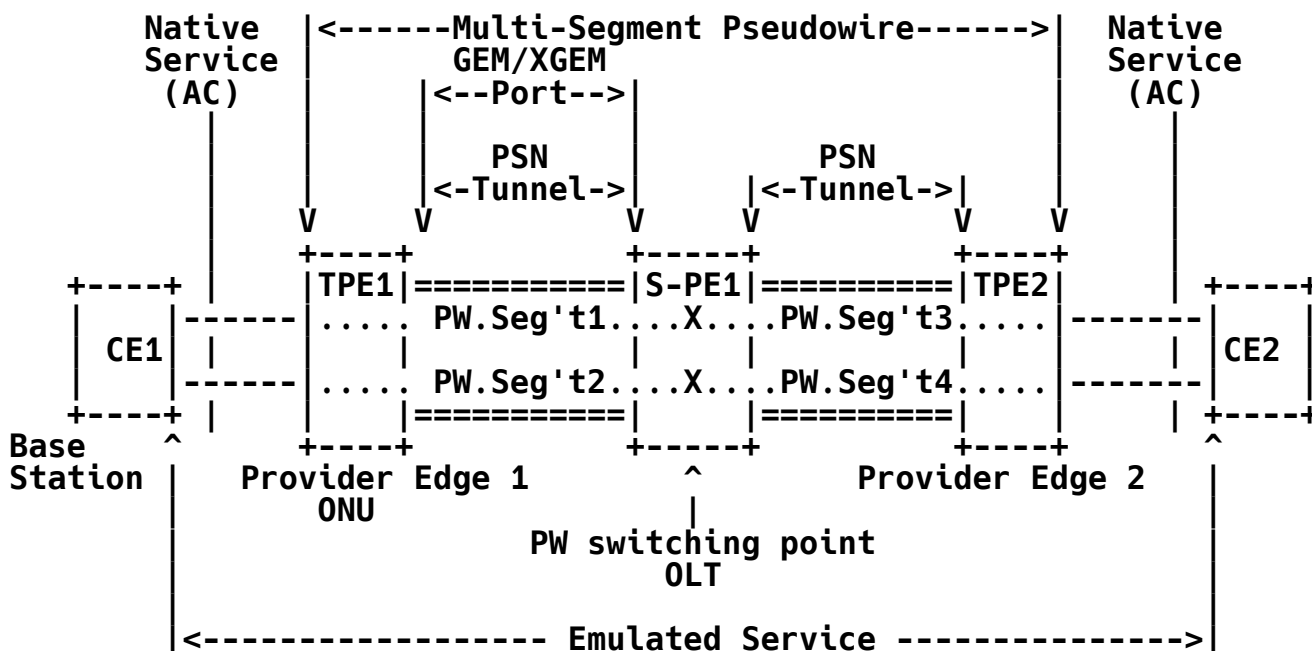 Native  |<------Multi-Segment Pseudowire------>|  Native
Service  GEM/XGEM  Service
(AC)  |<--Port-->|  (AC)
PSN  PSN
|<-Tunnel->|  |<-Tunnel->|
V  V  V  V  V  V
+----+  +-----+  +----+
+----+  |TPE1|===========|S-PE1|==========|TPE2|  +----+
|  |------|..... PW.Seg't1....X....PW.Seg't3.....|-------|  |
|  CE1|  |  |CE2  |
|  |------|..... PW.Seg't2....X....PW.Seg't4.....|-------|  |
+----+  |  |===========|  |==========|  |  +----+
Base  ^  +----+  +-----+  +----+  ^
Station |  Provider Edge 1  ^  Provider Edge 2  |
ONU  |
PW switching point
OLT
|<------------------ Emulated Service --------------->|